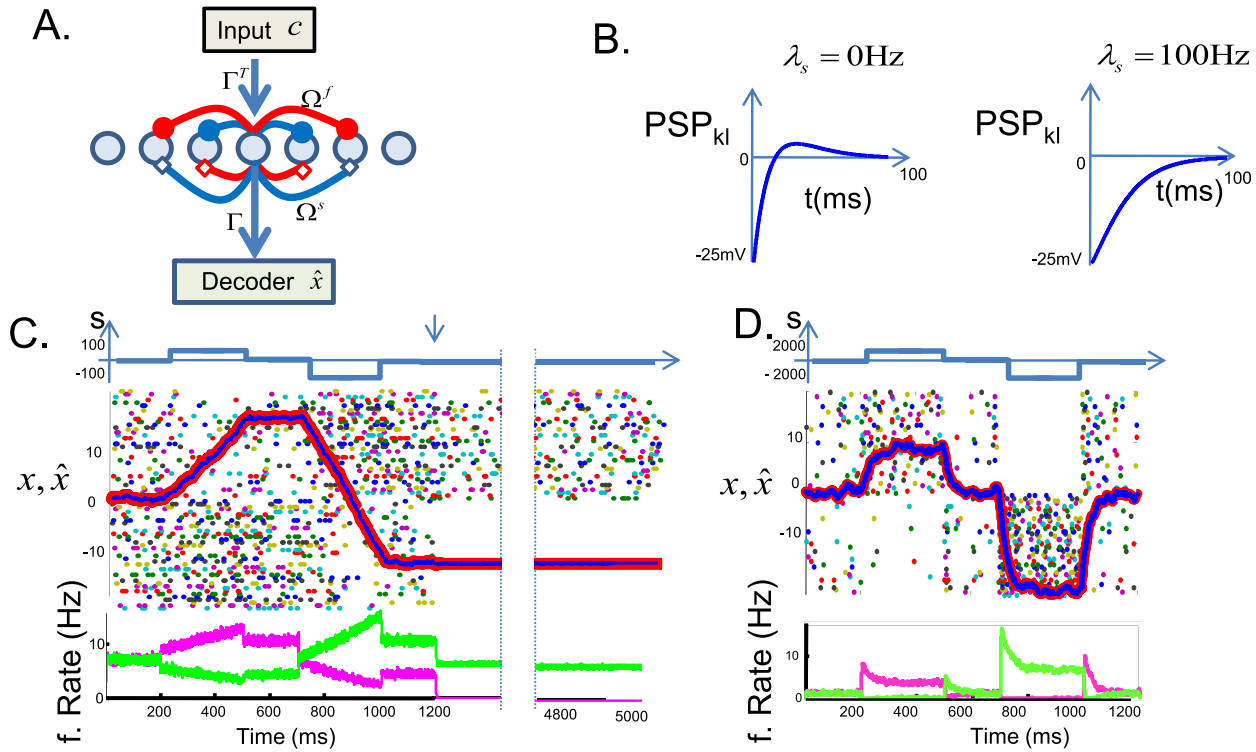 A.
Input c
Γ^T
Ω^f
Γ
Ω^s
Decoder x̂
B.
λ_s = 0Hz
λ_s = 100Hz
PSP_kl
0
100
t(ms)
-25mV
PSP_kl
0
100
t(ms)
-25mV
C.
s
100
-100
10
x, x̂
0
-10
f. Rate (Hz)
10
0
200 400 600 800 1000 1200 4800 5000
Time (ms)
D.
s
2000
- 2000
10
x, x̂
0
-10
f. Rate (Hz)
10
0
200 400 600 800 1000 1200
Time (ms)